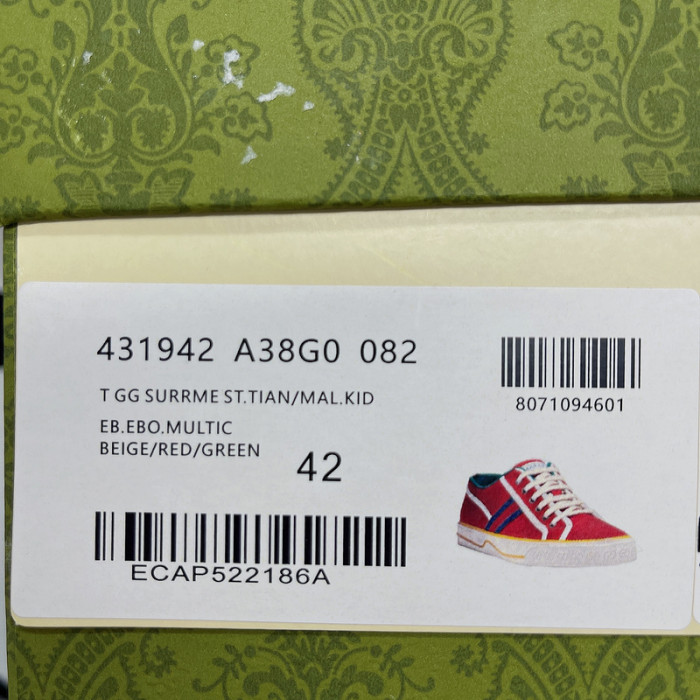 431942 A38G0 082
T GG SURRME ST.TIAN/MAL.KID
EB.EBO.MULTIC
BEIGE/RED/GREEN
42
ECAP522186A
8071094601